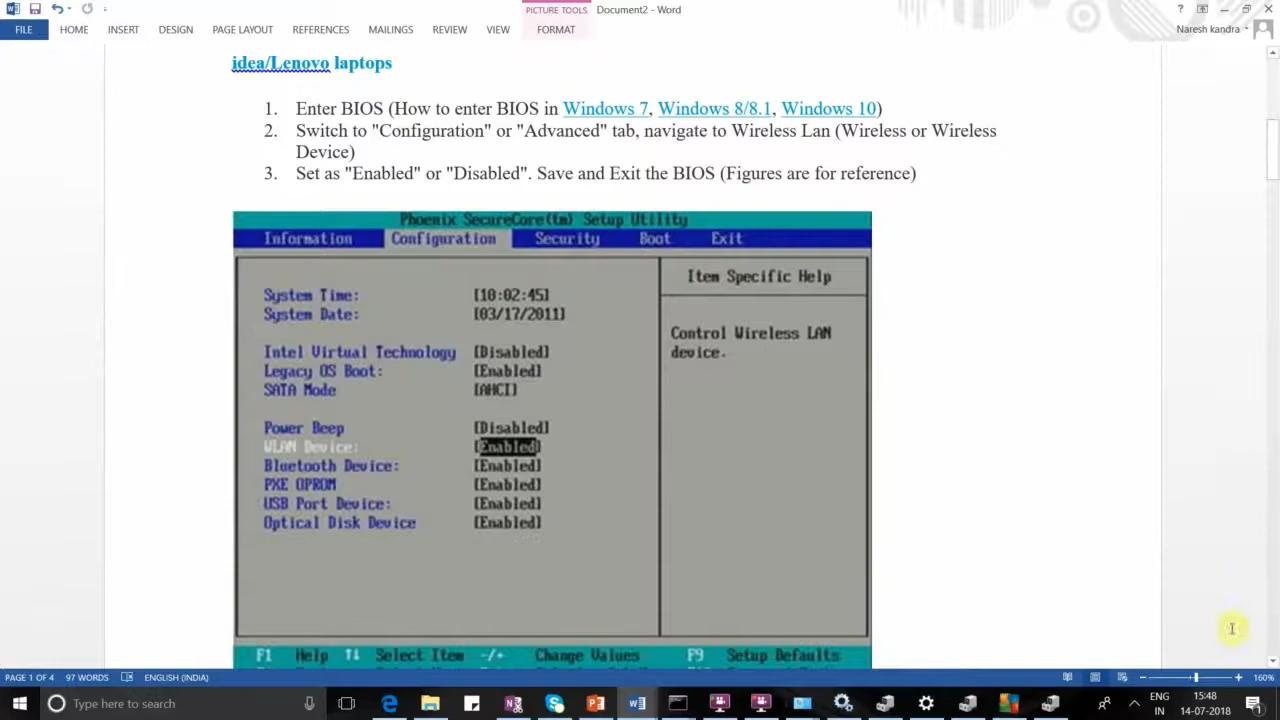 PICTURE TOOLS
Document2 - Word
?
FILE
HOME
INSERT
DESIGN
PAGE LAYOUT
REFERENCES
MAILINGS
REVIEW
VIEW
FORMAT
Naresh kandra
idea/Lenovo laptops
1. Enter BIOS (How to enter BIOS in Windows 7, Windows 8/8.1, Windows 10)
2. Switch to "Configuration" or "Advanced" tab, navigate to Wireless Lan (Wireless or Wireless
Device)
3. Set as "Enabled" or "Disabled". Save and Exit the BIOS (Figures are for reference)
Phoenix SecureCore(tm) Setup Utility
Information Configuration Security Boot Exit
Item Specific Help
System Time: [10:02:45]
System Date: [03/17/2011]
Control Wireless LAN
device.
Intel Virtual Technology [Disabled]
Legacy OS Boot: [Enabled]
SATA Mode [AHCI]
Power Beep [Disabled]
WLAN Device: [Enabled]
Bluetooth Device: [Enabled]
PXE OPROM [Enabled]
USB Port Device: [Enabled]
Optical Disk Device [Enabled]
F1 Help ↑↓ Select Item -/+ Change Values F9 Setup Defaults
PAGE 1 OF 4
97 WORDS
ENGLISH (INDIA)
160%
Type here to search
ENG
IN
15:48
14-07-2018